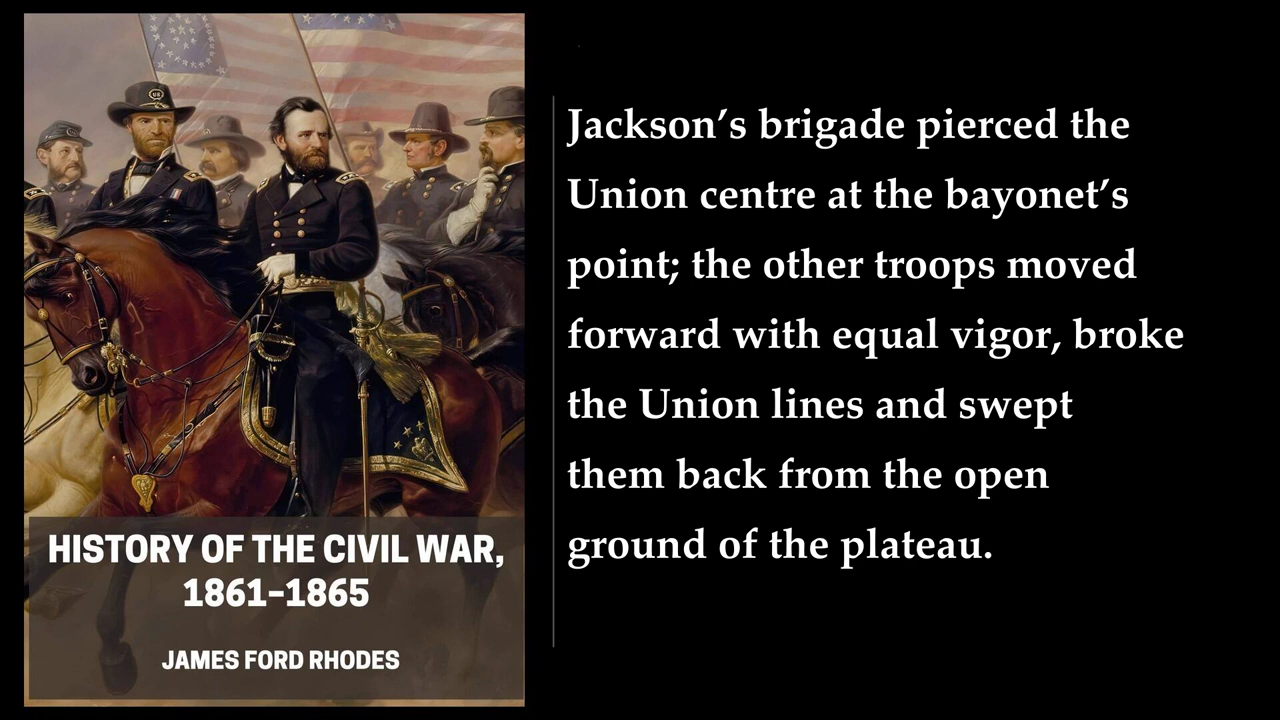 HISTORY OF THE CIVIL WAR,
1861–1865
JAMES FORD RHODES
Jackson’s brigade pierced the
Union centre at the bayonet’s
point; the other troops moved
forward with equal vigor, broke
the Union lines and swept
them back from the open
ground of the plateau.